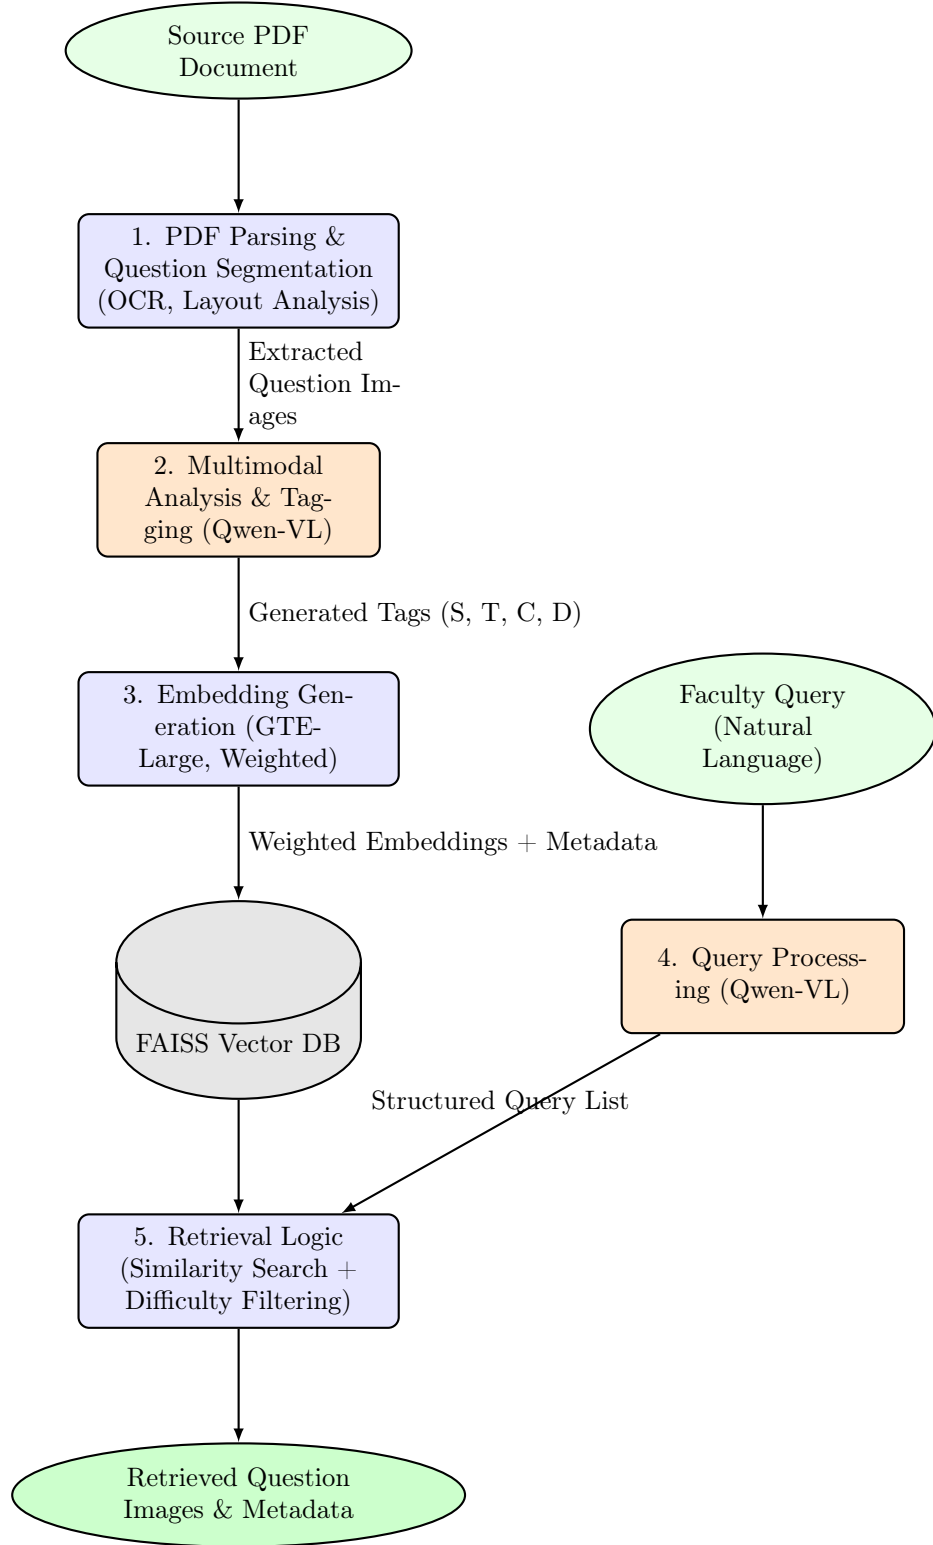 Source PDF
Document
1. PDF Parsing &
Question Segmentation
(OCR, Layout Analysis)
Extracted
Question Im-
ages
2. Multimodal
Analysis & Tag-
ging (Qwen-VL)
Generated Tags (S, T, C, D)
3. Embedding Gen-
eration (GTE-
Large, Weighted)
Faculty Query
(Natural
Language)
Weighted Embeddings + Metadata
4. Query Process-
ing (Qwen-VL)
FAISS Vector DB
Structured Query List
5. Retrieval Logic
(Similarity Search +
Difficulty Filtering)
Retrieved Question
Images & Metadata